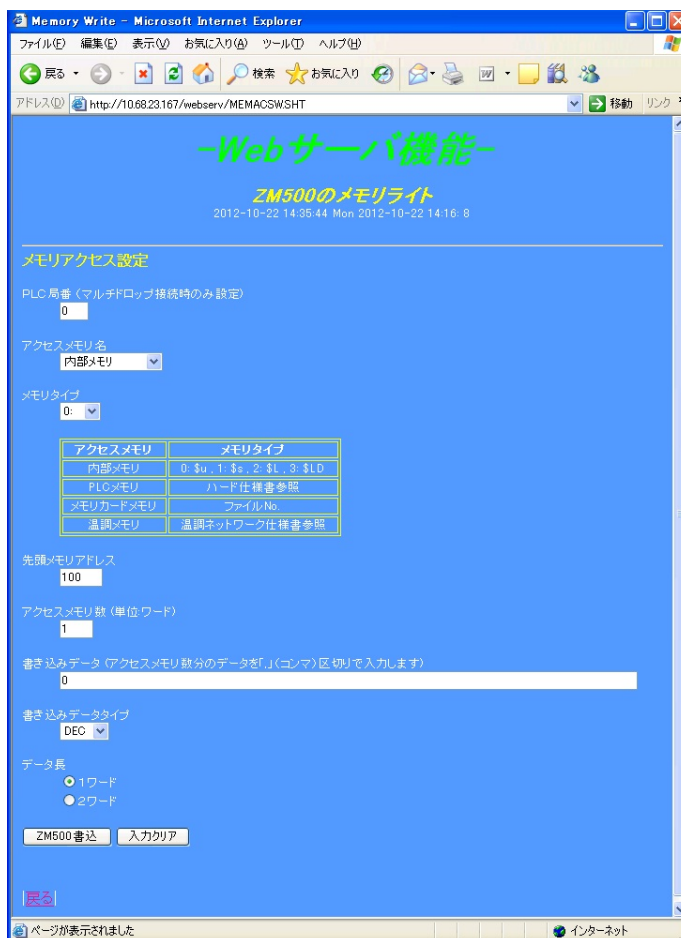 Memory Write - Microsoft Internet Explorer
ファイル(F) 編集(E) 表示(V) お気に入り(A) ツール(T) ヘルプ(H)
戻る 検索 お気に入り
アドレス(D) http://10.68.23.167/webserv/MEMACSW.SHT 移動 リンク
-Webサーバ機能-
ZM500のメモリライト
2012-10-22 14:35:44 Mon 2012-10-22 14:16: 8
メモリアクセス設定
PLC局番 (マルチドロップ接続時のみ設定)
0
アクセスメモリ名
内部メモリ
メモリタイプ
0:
アクセスメモリ メモリタイプ
内部メモリ 0: $u , 1: $s , 2: $L , 3: $LD
PLCメモリ ハード仕様書参照
メモリカードメモリ ファイルNo.
温調メモリ 温調ネットワーク仕様書参照
先頭メモリアドレス
100
アクセスメモリ数 (単位:ワード)
1
書き込みデータ (アクセスメモリ数分のデータを「,」(コンマ)区切りで入力します)
0
書き込みデータタイプ
DEC
データ長
1ワード
2ワード
ZM500書込 入力クリア
|戻る|
ページが表示されました インターネット